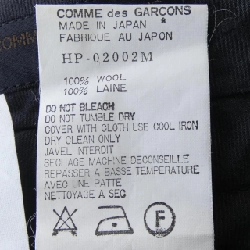 COMME des GARCONS
MADE IN JAPAN
FABRIQUE AU JAPON
HP-02002M
100% WOOL
100% LAINE
DO NOT BLEACH
DO NOT TUMBLE DRY
COVER WITH CLOTH USE COOL IRON
DRY CLEAN ONLY
JAVEL INTERDIT
SECHAGE MACHINE DECONSEILLE
REPASSER A BASSE TEMPERATURE
AVEC UNE PATTE
NETTOYAGE A SEC
F